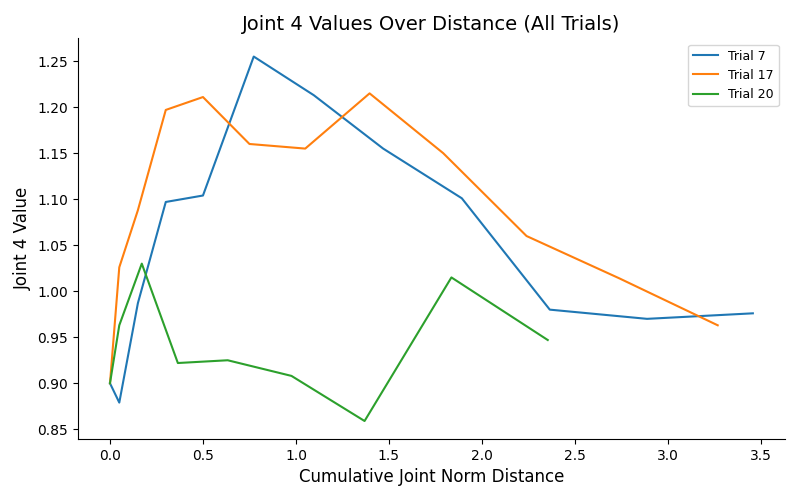 Joint 4 Values Over Distance (All Trials)
Trial 7
Trial 17
Trial 20
Joint 4 Value
1.25
1.20
1.15
1.10
1.05
1.00
0.95
0.90
0.85
0.0 0.5 1.0 1.5 2.0 2.5 3.0 3.5
Cumulative Joint Norm Distance